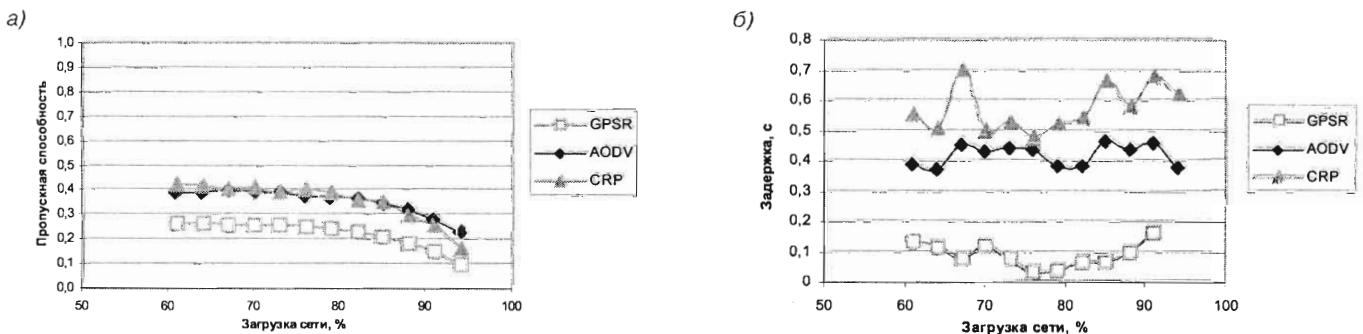 а)
Пропускная способность
1,0
0,9
0,8
0,7
0,6
0,5
0,4
0,3
0,2
0,1
0,0
50 60 70 80 90 100
Загрузка сети, %
GPSR
AODV
CRP
б)
Задержка, с
0,8
0,7
0,6
0,5
0,4
0,3
0,2
0,1
0
50 60 70 80 90 100
Загрузка сети, %
GPSR
AODV
CRP